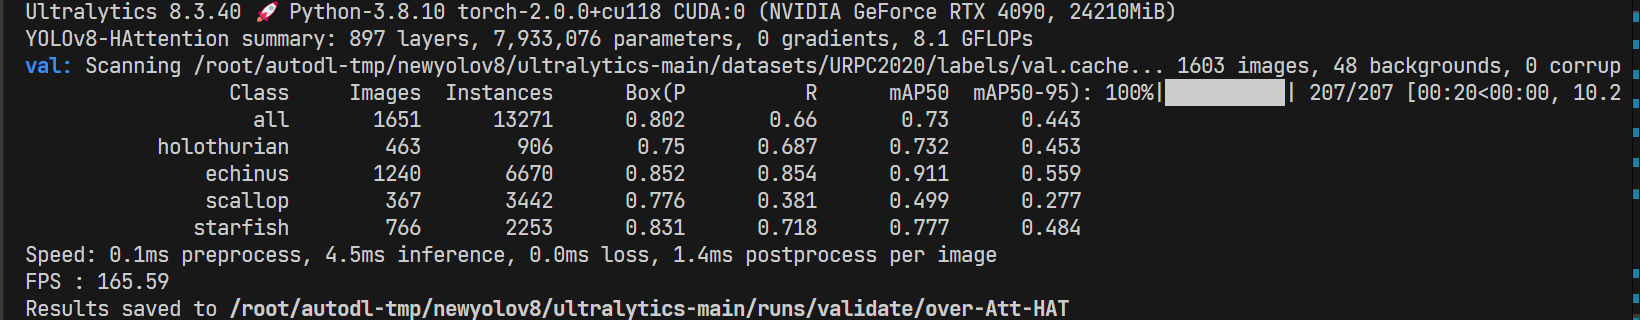 Ultralytics 8.3.40 🚀 Python-3.8.10 torch-2.0.0+cu118 CUDA:0 (NVIDIA GeForce RTX 4090, 24210MiB)
YOLOv8-HAttention summary: 897 layers, 7,933,076 parameters, 0 gradients, 8.1 GFLOPs
val: Scanning /root/autodl-tmp/newyolov8/ultralytics-main/datasets/URPC2020/labels/val.cache... 1603 images, 48 backgrounds, 0 corrup
Class Images Instances Box(P R mAP50 mAP50-95): 100%|██████████| 207/207 [00:20<00:00, 10.2
all 1651 13271 0.802 0.66 0.73 0.443
holothurian 463 906 0.75 0.687 0.732 0.453
echinus 1240 6670 0.852 0.854 0.911 0.559
scallop 367 3442 0.776 0.381 0.499 0.277
starfish 766 2253 0.831 0.718 0.777 0.484
Speed: 0.1ms preprocess, 4.5ms inference, 0.0ms loss, 1.4ms postprocess per image
FPS : 165.59
Results saved to /root/autodl-tmp/newyolov8/ultralytics-main/runs/validate/over-Att-HAT